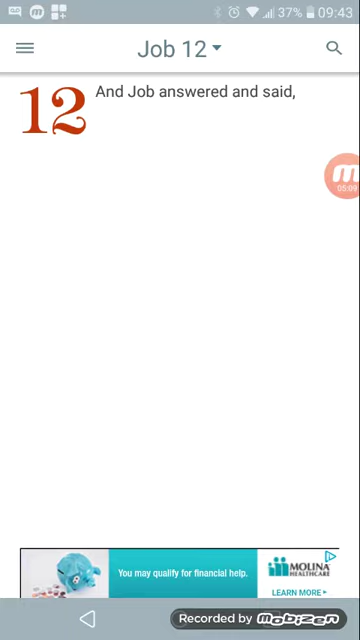 37% 09:43
Job 12
12 And Job answered and said,
05:09
You may qualify for financial help.
MOLINA
HEALTHCARE
LEARN MORE
Recorded by mobizen